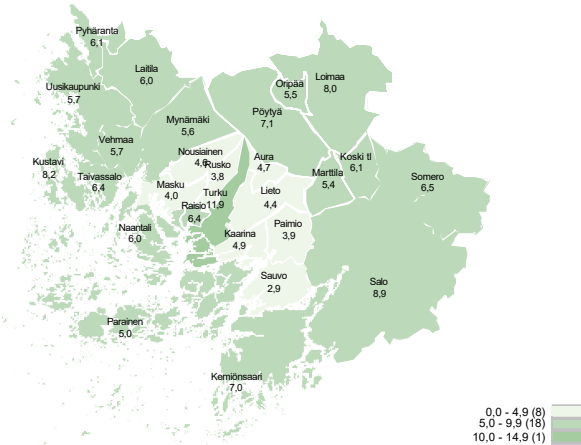 Pyhäranta
6,1
Laitila
6,0
Loimaa
8,0
Oripää
5,5
Uusikaupunki
5,7
Pöytyä
7,1
Mynämäki
5,6
Vehmaa
5,7
Nousiainen
4,6
Rusko
3,8
Aura
4,7
Koski tl
6,1
Kustavi
8,2
Taivassalo
6,4
Marttila
5,4
Somero
6,5
Masku
4,0
Turku
11,9
Lieto
4,4
Raisio
6,4
Naantali
6,0
Kaarina
4,9
Paimio
3,9
Sauvo
2,9
Salo
8,9
Parainen
5,0
Kemiönsaari
7,0
0,0 - 4,9 (8)
5,0 - 9,9 (18)
10,0 - 14,9 (1)